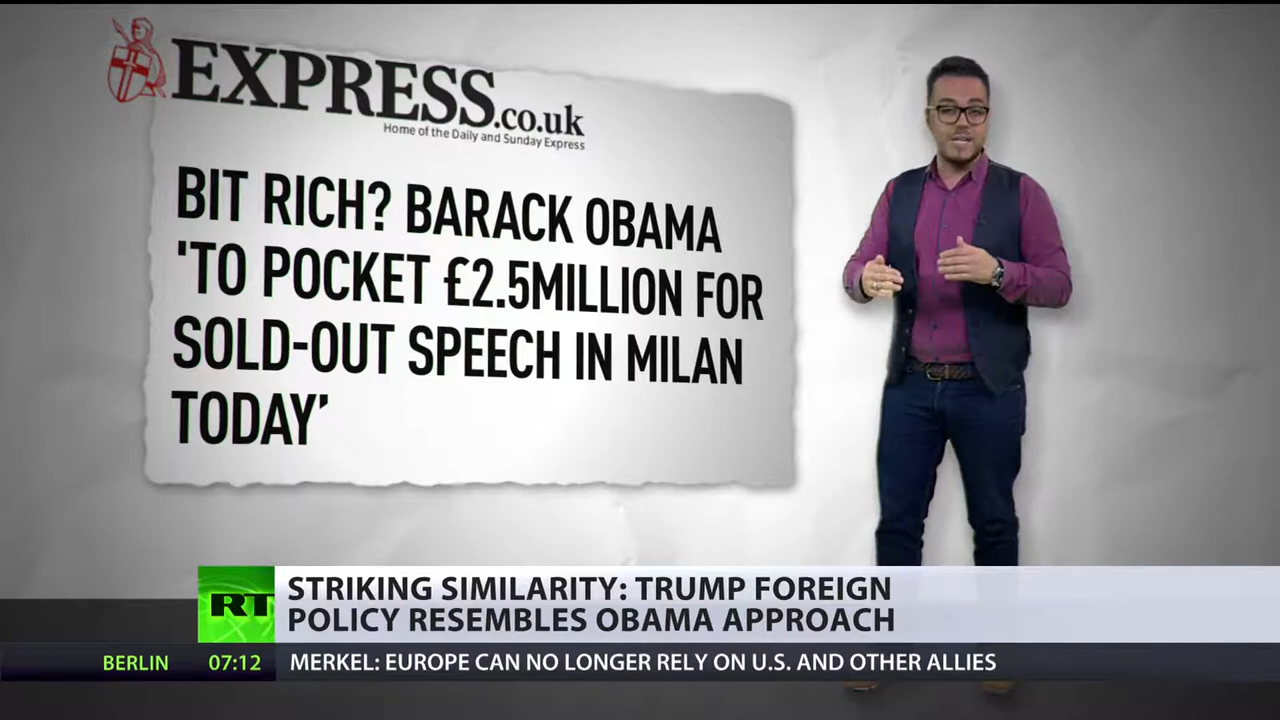 EXPRESS.co.uk
Home of the Daily and Sunday Express
BIT RICH? BARACK OBAMA
'TO POCKET £2.5MILLION FOR
SOLD-OUT SPEECH IN MILAN
TODAY'
RT
STRIKING SIMILARITY: TRUMP FOREIGN
POLICY RESEMBLES OBAMA APPROACH
BERLIN 07:12 MERKEL: EUROPE CAN NO LONGER RELY ON U.S. AND OTHER ALLIES